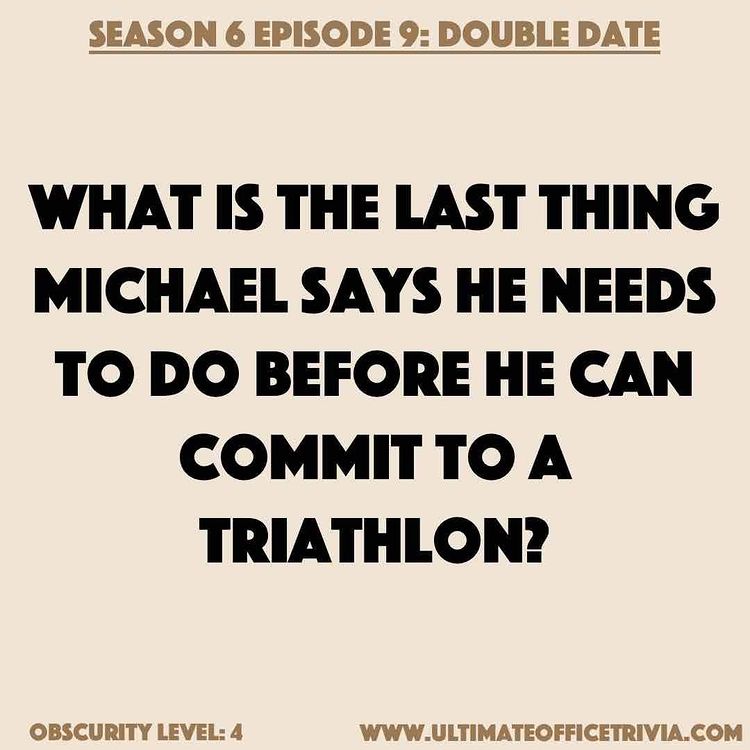 SEASON 6 EPISODE 9: DOUBLE DATE
WHAT IS THE LAST THING
MICHAEL SAYS HE NEEDS
TO DO BEFORE HE CAN
COMMIT TO A
TRIATHLON?
OBSCURITY LEVEL: 4
WWW.ULTIMATEOFFICETRIVIA.COM